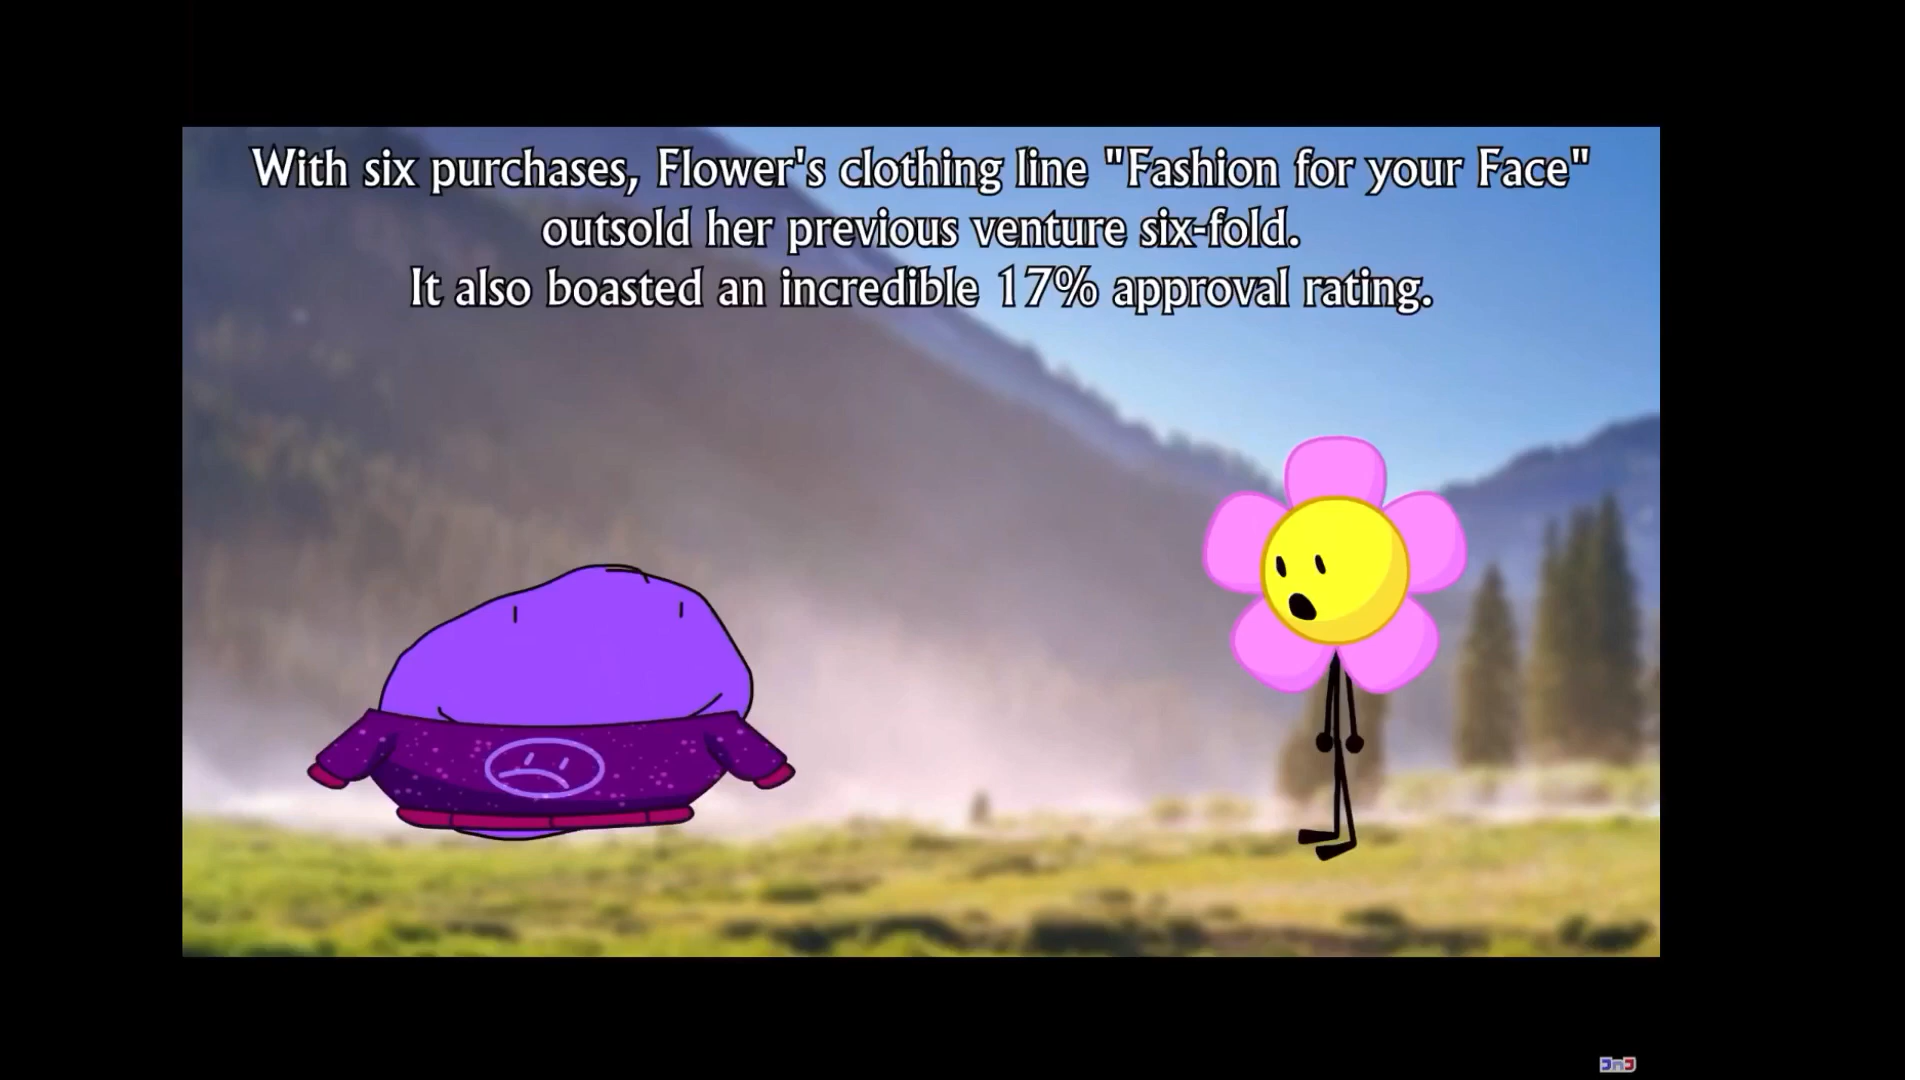 With six purchases, Flower's clothing line "Fashion for your Face"
outsold her previous venture six-fold.
It also boasted an incredible 17% approval rating.